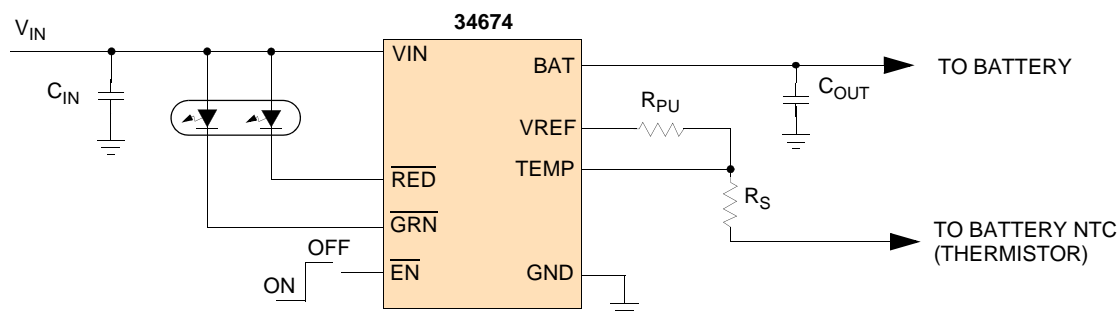 34674
VIN
VIN
BAT
TO BATTERY
CIN
COUT
RPU
VREF
TEMP
RED
RS
GRN
TO BATTERY NTC
(THERMISTOR)
OFF
EN
GND
ON